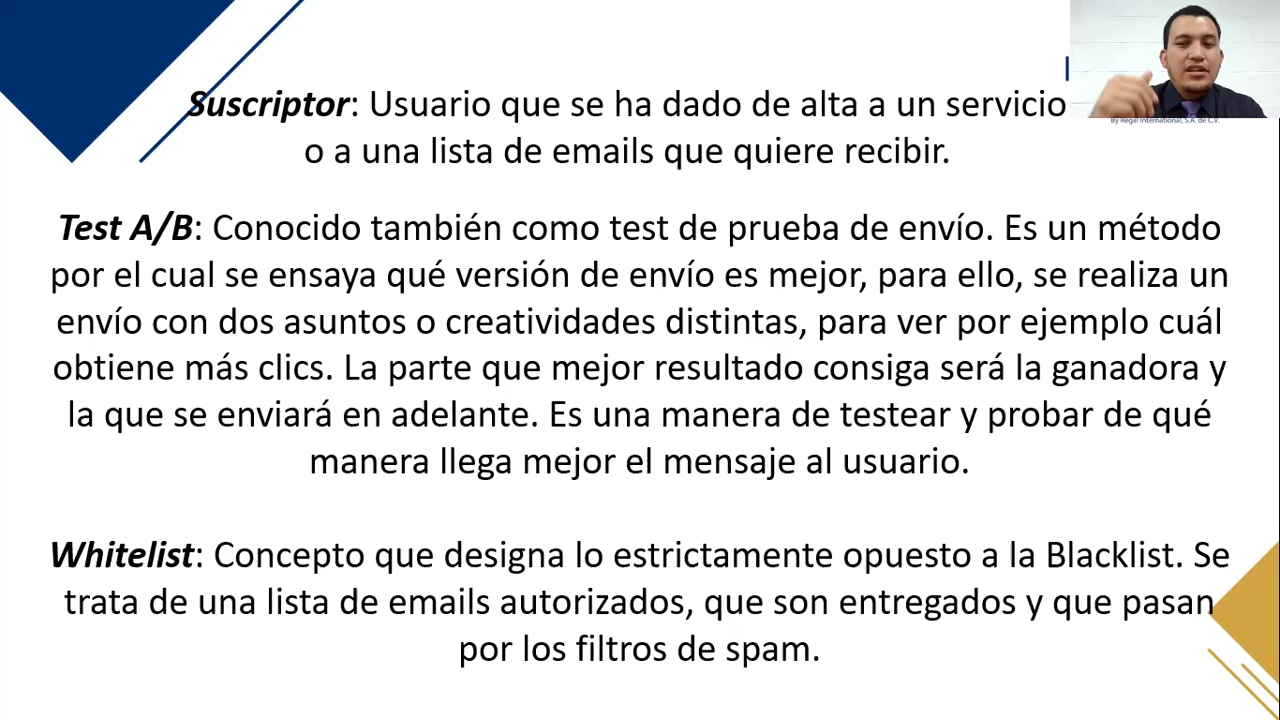 Suscriptor: Usuario que se ha dado de alta a un servicio
o a una lista de emails que quiere recibir.
Test A/B: Conocido también como test de prueba de envío. Es un método
por el cual se ensaya qué versión de envío es mejor, para ello, se realiza un
envío con dos asuntos o creatividades distintas, para ver por ejemplo cuál
obtiene más clics. La parte que mejor resultado consiga será la ganadora y
la que se enviará en adelante. Es una manera de testear y probar de qué
manera llega mejor el mensaje al usuario.
Whitelist: Concepto que designa lo estrictamente opuesto a la Blacklist. Se
trata de una lista de emails autorizados, que son entregados y que pasan
por los filtros de spam.
By Regal International, S.A. de C.V.